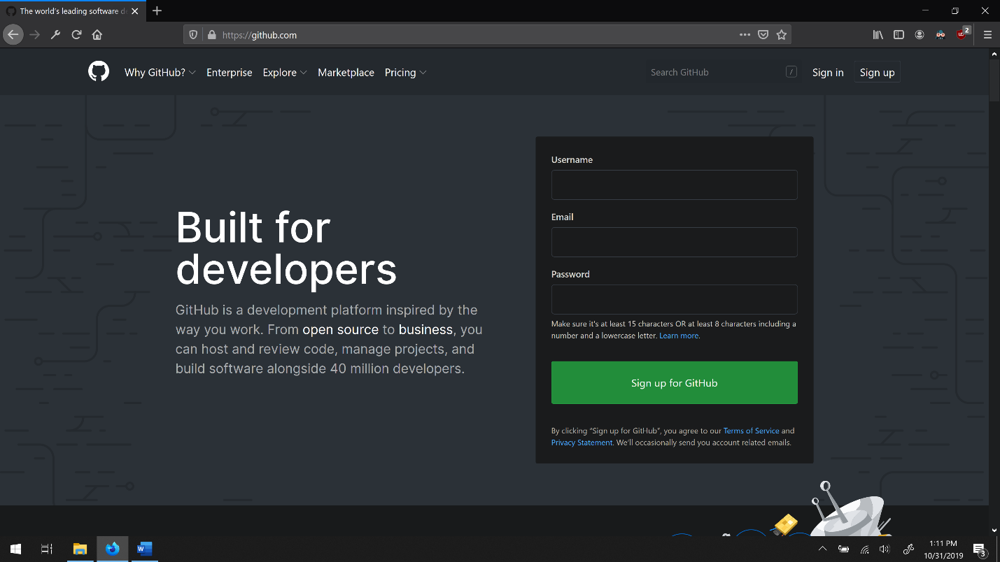 The world's leading software de
https://github.com
2
Why GitHub?
Enterprise
Explore
Marketplace
Pricing
Search GitHub
/
Sign in
Sign up
Built for
developers
GitHub is a development platform inspired by the
way you work. From open source to business, you
can host and review code, manage projects, and
build software alongside 40 million developers.
Username
Email
Password
Make sure it's at least 15 characters OR at least 8 characters including a
number and a lowercase letter. Learn more.
Sign up for GitHub
By clicking “Sign up for GitHub”, you agree to our Terms of Service and
Privacy Statement. We’ll occasionally send you account related emails.
W
1:11 PM
10/31/2019
3